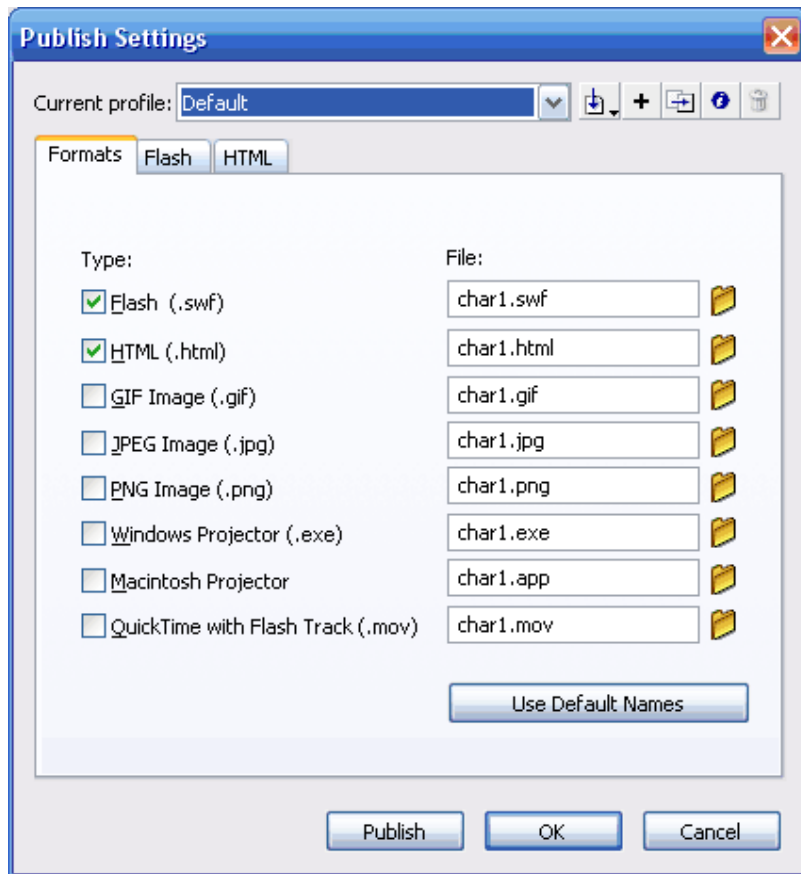 Publish Settings
Current profile: Default
Formats Flash HTML
Type: File:
Flash (.swf) char1.swf
HTML (.html) char1.html
GIF Image (.gif) char1.gif
JPEG Image (.jpg) char1.jpg
PNG Image (.png) char1.png
Windows Projector (.exe) char1.exe
Macintosh Projector char1.app
QuickTime with Flash Track (.mov) char1.mov
Use Default Names
Publish OK Cancel